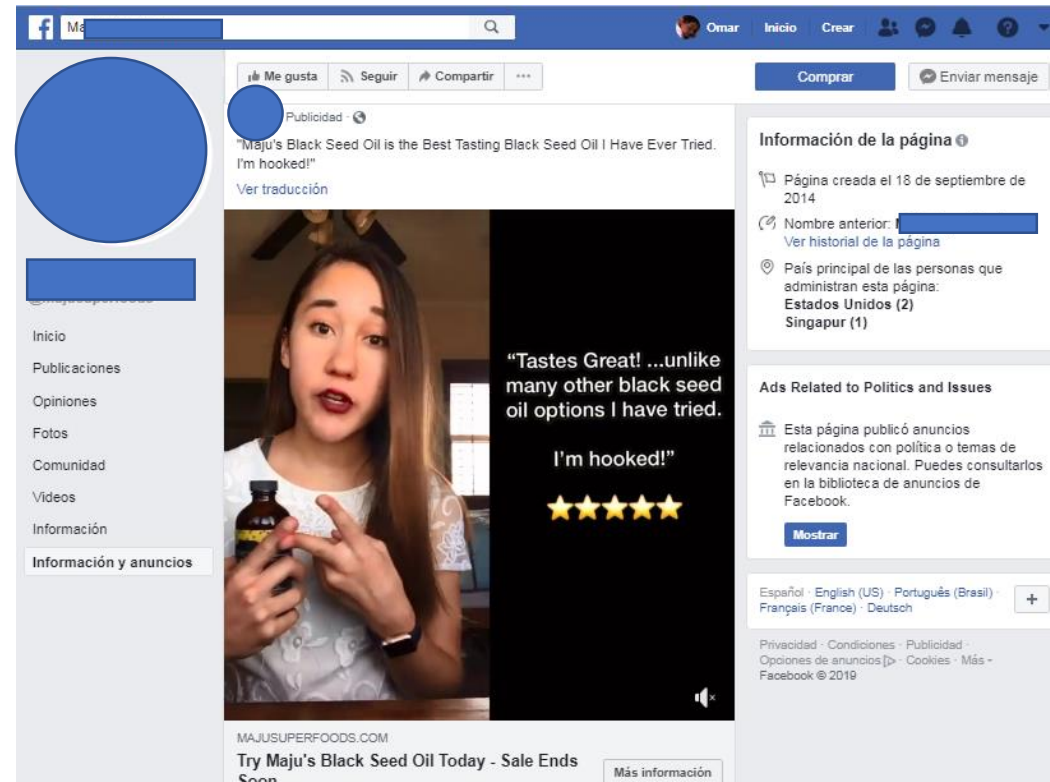 Ma
Omar Inicio Crear
Me gusta Seguir Compartir
Comprar Enviar mensaje
Publicidad ·
"Maju's Black Seed Oil is the Best Tasting Black Seed Oil I Have Ever Tried.
I'm hooked!"
Ver traducción
"Tastes Great! ...unlike
many other black seed
oil options I have tried.
I'm hooked!"
MAJUSUPERFOODS.COM
Try Maju's Black Seed Oil Today - Sale Ends
Soon
Más información
Inicio
Publicaciones
Opiniones
Fotos
Comunidad
Videos
Información
Información y anuncios
Información de la página
Página creada el 18 de septiembre de
2014
Nombre anterior:
Ver historial de la página
País principal de las personas que
administran esta página:
Estados Unidos (2)
Singapur (1)
Ads Related to Politics and Issues
Esta página publicó anuncios
relacionados con política o temas de
relevancia nacional. Puedes consultarlos
en la biblioteca de anuncios de
Facebook.
Mostrar
Español · English (US) · Português (Brasil) ·
Français (France) · Deutsch
Privacidad · Condiciones · Publicidad ·
Opciones de anuncios · Cookies · Más
Facebook © 2019